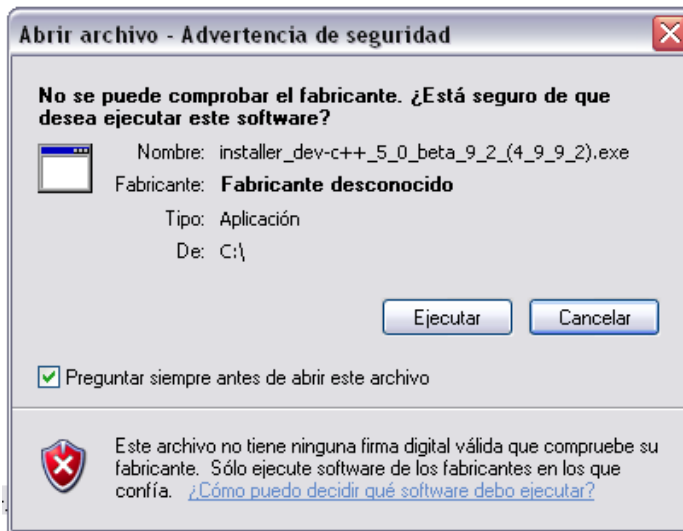 Abrir archivo - Advertencia de seguridad
No se puede comprobar el fabricante. ¿Está seguro de que
desea ejecutar este software?
Nombre: installer_dev-c++_5_0_beta_9_2_(4_9_9_2).exe
Fabricante: Fabricante desconocido
Tipo: Aplicación
De: C:\
Ejecutar Cancelar
Preguntar siempre antes de abrir este archivo
Este archivo no tiene ninguna firma digital válida que compruebe su
fabricante. Sólo ejecute software de los fabricantes en los que
confía. ¿Cómo puedo decidir qué software debo ejecutar?